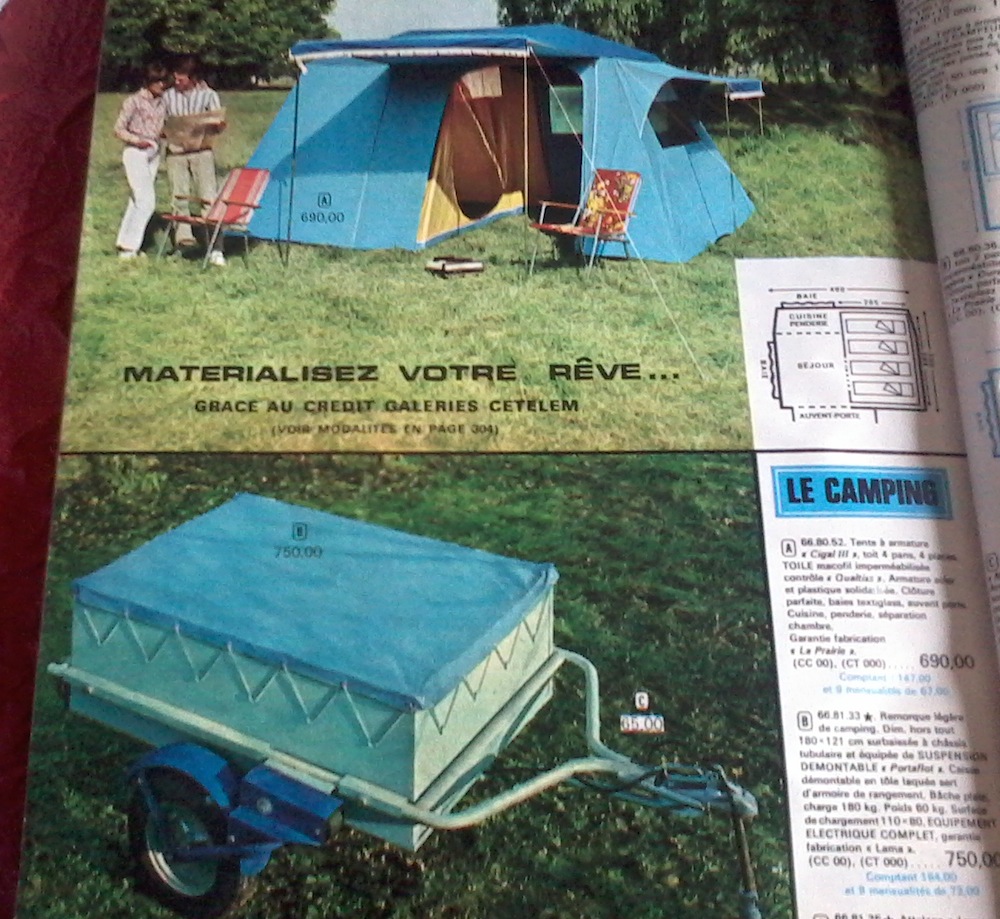 A
690,00
MATERIALISEZ VOTRE RÊVE...
GRACE AU CREDIT GALERIES CETELEM
(VOIR MODALITÉS EN PAGE 304)
BAIE
CUISINE
PENDERIE
SÉJOUR
BAIE
AUVENT-PORTE
B
750,00
C
65,00
LE CAMPING
A 66.80.52. Tente à armature
« Cigal III », toit 4 pans, 4 places.
TOILE macofil imperméabilisée
contrôle « Qualtiss ». Armature acier
et plastique solidarisée. Clôture
parfaite, baies textiglass, auvent porte.
Cuisine, penderie, séparation
chambre.
Garantie fabrication
« La Prairie ».
(CC 00), (CT 000)..... 690,00
Comptant : 147,00
et 9 mensualités de 67,00
B 66.81.33 ★. Remorque légère
de camping. Dim. hors tout
180×121 cm surbaissée à châssis
tubulaire et équipée de SUSPENSION
DEMONTABLE « Portaflot ». Caisse
démontable en tôle laquée sert
d'armoire de rangement. Bâche plate,
charge 180 kg. Poids 60 kg. Surface
de chargement 110×80, EQUIPEMENT
ELECTRIQUE COMPLET, garantie
fabrication « Lama ».
(CC 00), (CT 000)..... 750,00
Comptant 164,00
et 9 mensualités de 73,00